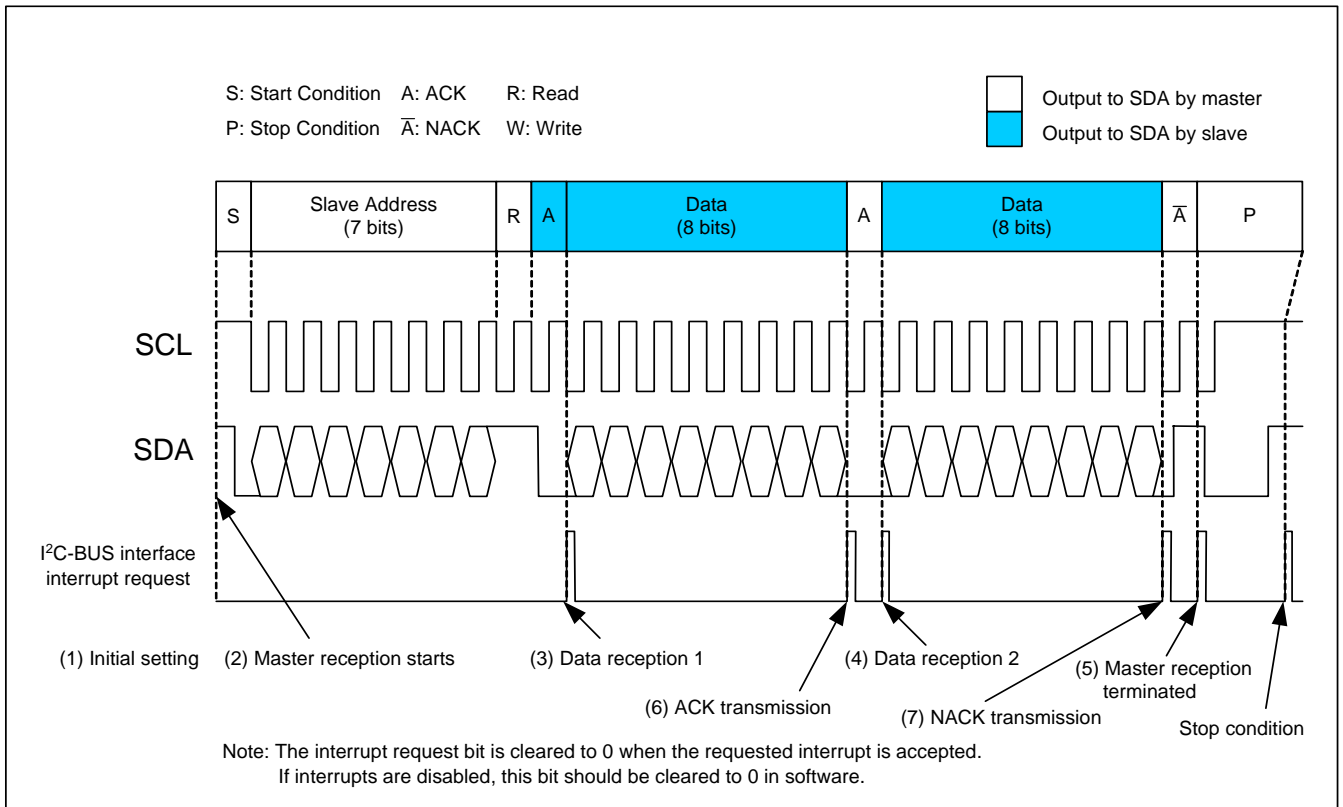 S: Start Condition A: ACK R: Read
P: Stop Condition A̅: NACK W: Write
Output to SDA by master
Output to SDA by slave
S
Slave Address
(7 bits)
R
A
Data
(8 bits)
A
Data
(8 bits)
A̅
P
SCL
SDA
I²C-BUS interface
interrupt request
(1) Initial setting
(2) Master reception starts
(3) Data reception 1
(4) Data reception 2
(5) Master reception
terminated
(6) ACK transmission
(7) NACK transmission
Stop condition
Note: The interrupt request bit is cleared to 0 when the requested interrupt is accepted.
If interrupts are disabled, this bit should be cleared to 0 in software.